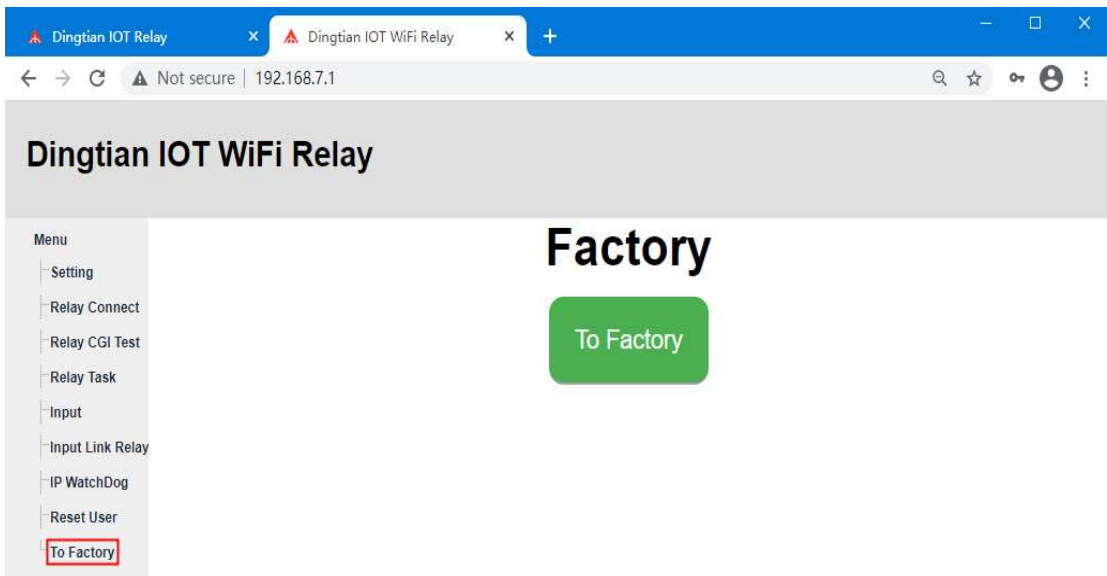 Dingtian IOT Relay Dingtian IOT WiFi Relay
Not secure | 192.168.7.1
Dingtian IOT WiFi Relay
Menu
Setting
Relay Connect
Relay CGI Test
Relay Task
Input
Input Link Relay
IP WatchDog
Reset User
To Factory
Factory
To Factory